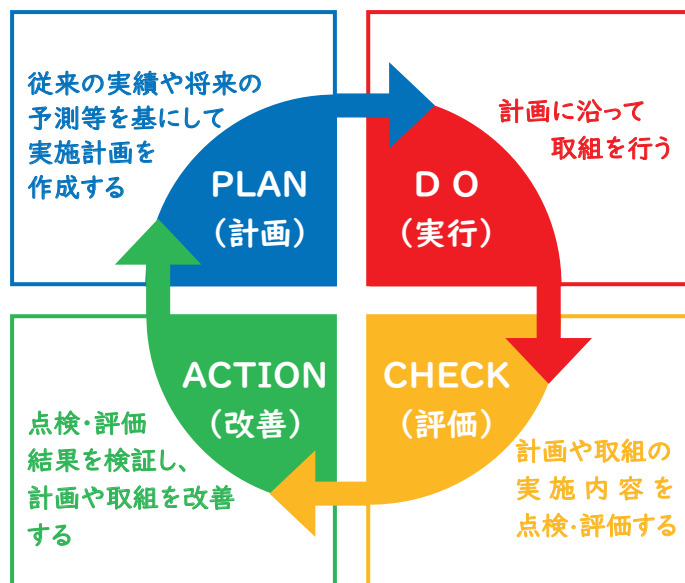 従来の実績や将来の
予測等を基にして
実施計画を
作成する
PLAN
(計画)
計画に沿って
取組を行う
DO
(実行)
計画や取組の
実施内容を
点検・評価する
CHECK
(評価)
点検・評価
結果を検証し、
計画や取組を改善
する
ACTION
(改善)